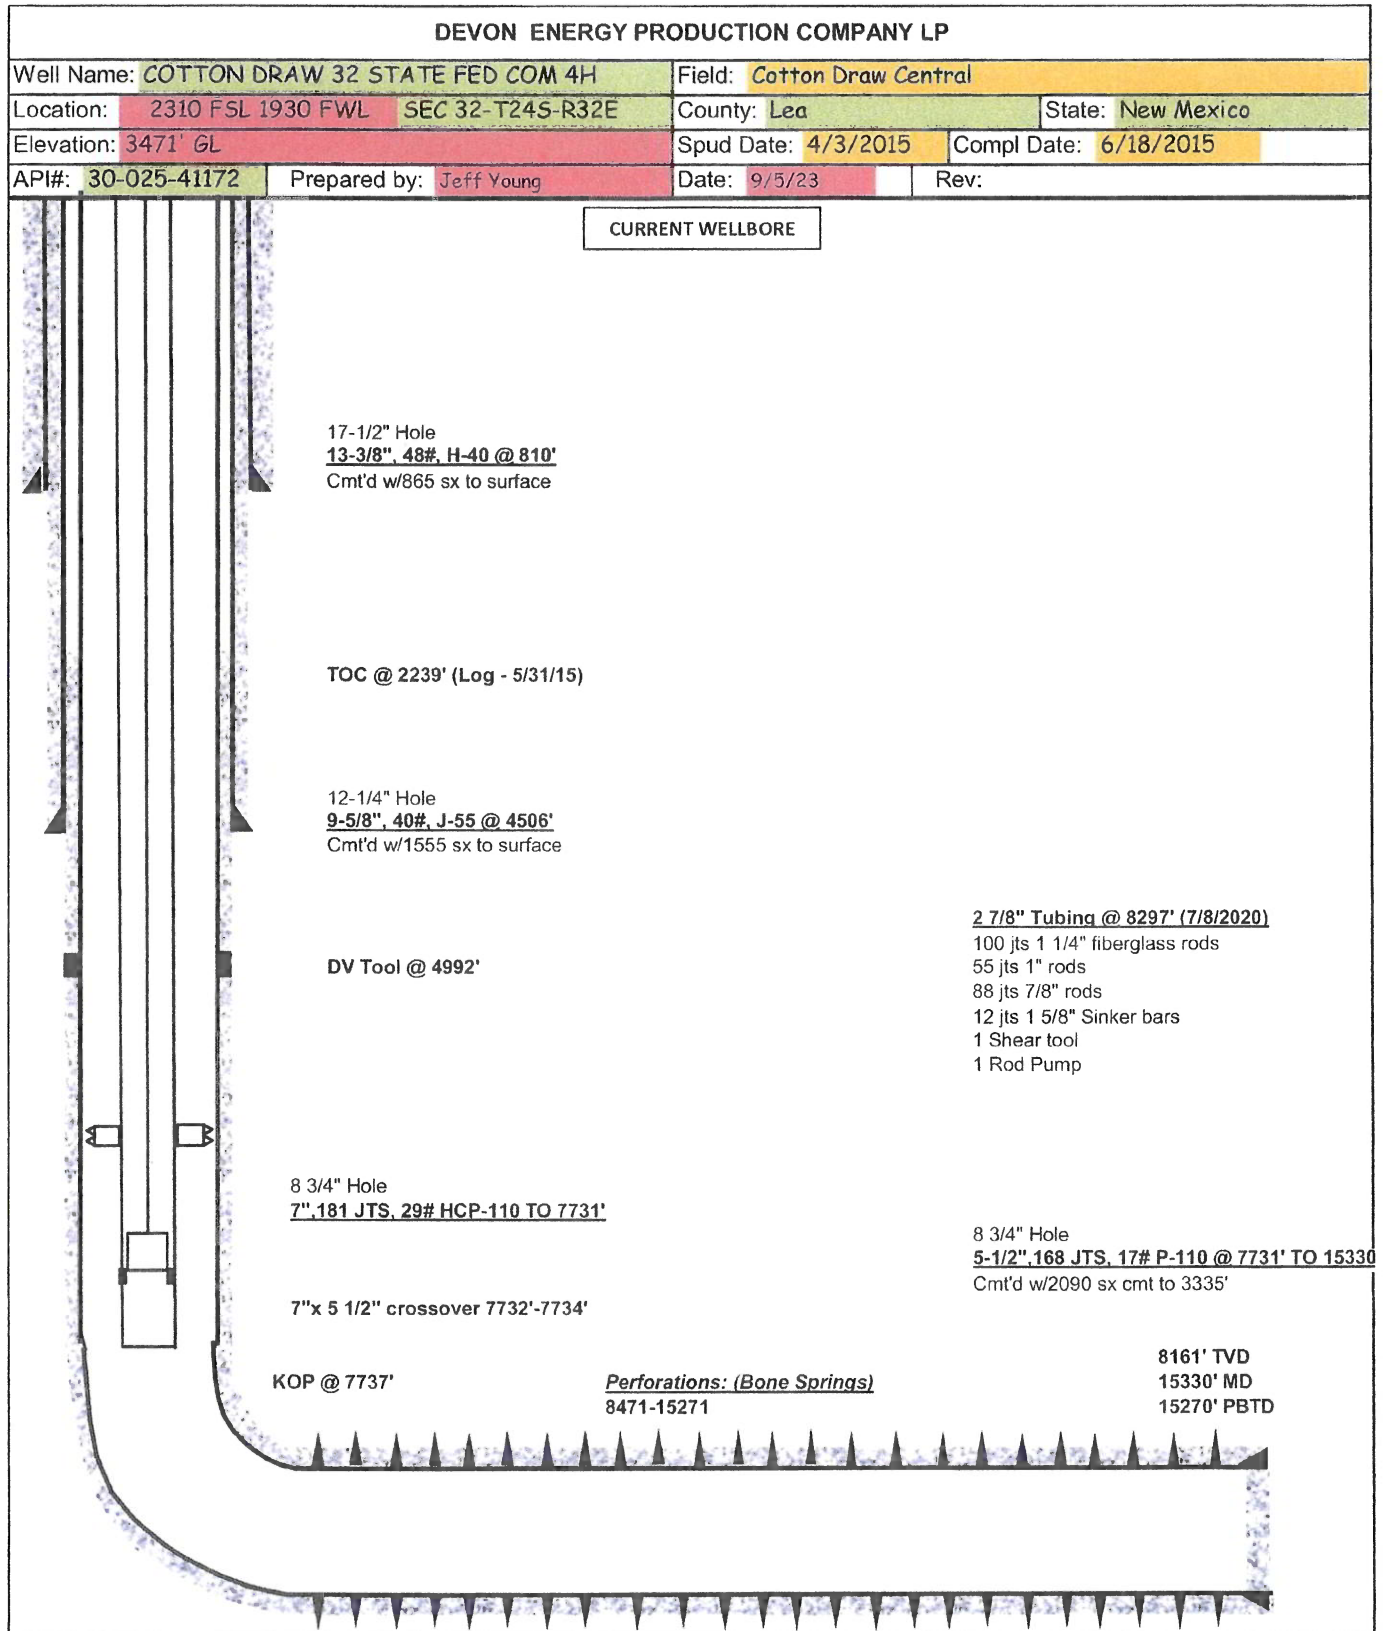 DEVON ENERGY PRODUCTION COMPANY LP
Well Name: COTTON DRAW 32 STATE FED COM 4H Field: Cotton Draw Central
Location: 2310 FSL 1930 FWL SEC 32-T24S-R32E County: Lea State: New Mexico
Elevation: 3471' GL Spud Date: 4/3/2015 Compl Date: 6/18/2015
API#: 30-025-41172 Prepared by: Jeff Young Date: 9/5/23 Rev:
CURRENT WELLBORE
17-1/2" Hole
13-3/8", 48#, H-40 @ 810'
Cmt'd w/865 sx to surface
TOC @ 2239' (Log - 5/31/15)
12-1/4" Hole
9-5/8", 40#, J-55 @ 4506'
Cmt'd w/1555 sx to surface
2 7/8" Tubing @ 8297' (7/8/2020)
100 jts 1 1/4" fiberglass rods
DV Tool @ 4992'
55 jts 1" rods
88 jts 7/8" rods
12 jts 1 5/8" Sinker bars
1 Shear tool
1 Rod Pump
8 3/4" Hole
7",181 JTS, 29# HCP-110 TO 7731'
8 3/4" Hole
5-1/2",168 JTS, 17# P-110 @ 7731' TO 15330
Cmt'd w/2090 sx cmt to 3335'
7"x 5 1/2" crossover 7732'-7734'
KOP @ 7737'
Perforations: (Bone Springs)
8471-15271
8161' TVD
15330' MD
15270' PBTD